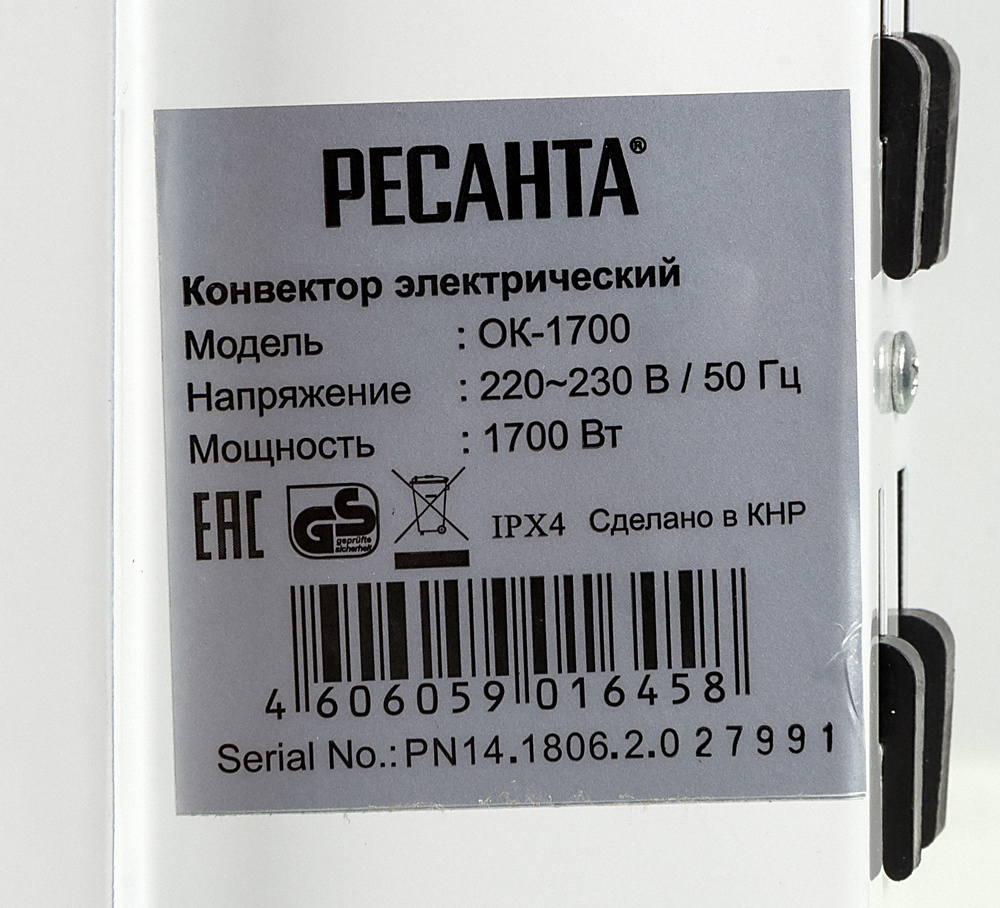 РЕСАНТА®
Конвектор электрический
Модель : ОК-1700
Напряжение : 220~230 В / 50 Гц
Мощность : 1700 Вт
EAC GS geprüfte sicherheit IPX4 Сделано в КНР
4 606059 016458
Serial No.: PN14.1806.2.0 27991